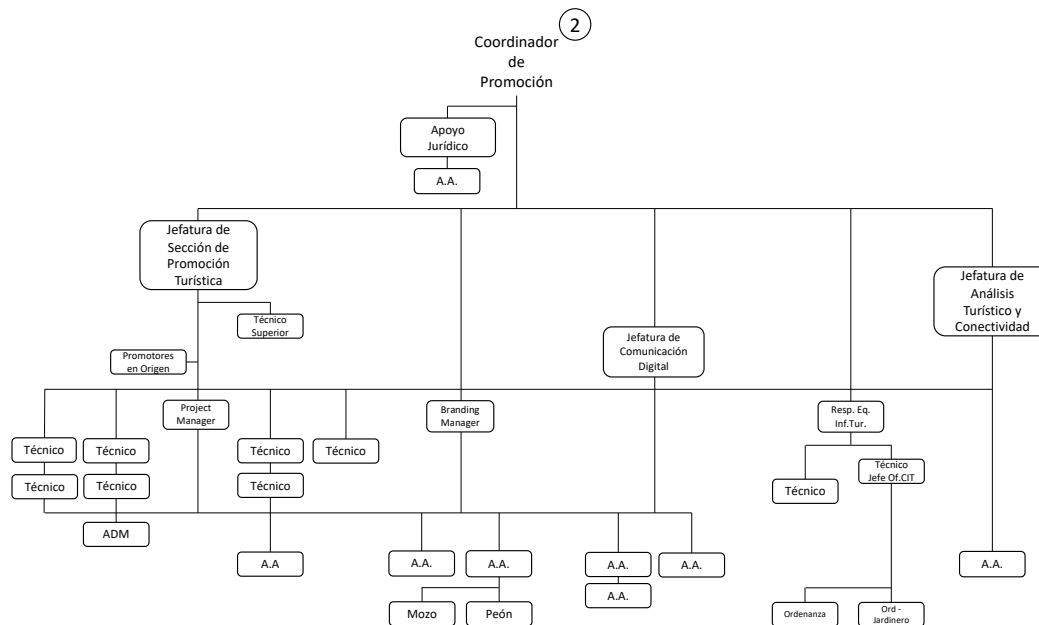 2
Coordinador
de
Promoción
Apoyo
Jurídico
A.A.
Jefatura de
Sección de
Promoción
Turística
Jefatura de
Análisis
Turístico y
Conectividad
Técnico
Superior
Jefatura de
Comunicación
Digital
Promotores
en Origen
Project
Manager
Branding
Manager
Resp. Eq.
Inf.Tur.
Técnico
Técnico
Técnico
Técnico
Técnico
Jefe Of.CIT
Técnico
Técnico
Técnico
Técnico
ADM
A.A
A.A.
A.A.
A.A.
A.A.
A.A.
A.A.
Mozo
Peón
Ordenanza
Ord -
Jardinero